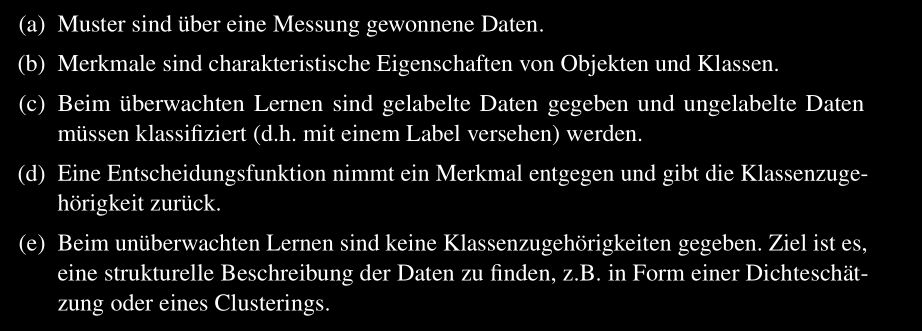 (a) Muster sind über eine Messung gewonnene Daten.
(b) Merkmale sind charakteristische Eigenschaften von Objekten und Klassen.
(c) Beim überwachten Lernen sind gelabelte Daten gegeben und ungelabelte Daten
müssen klassifiziert (d.h. mit einem Label versehen) werden.
(d) Eine Entscheidungsfunktion nimmt ein Merkmal entgegen und gibt die Klassenzuge-
hörigkeit zurück.
(e) Beim unüberwachten Lernen sind keine Klassenzugehörigkeiten gegeben. Ziel ist es,
eine strukturelle Beschreibung der Daten zu finden, z.B. in Form einer Dichteschät-
zung oder eines Clusterings.